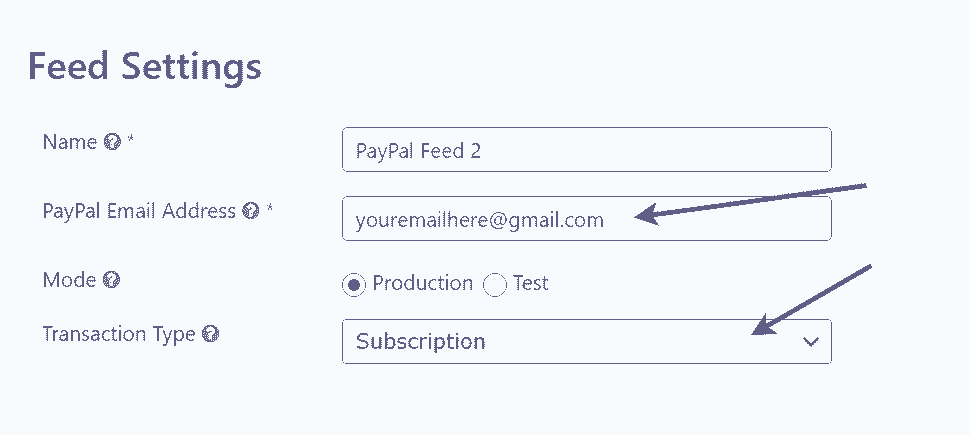 Feed Settings
Name ? *
PayPal Feed 2
PayPal Email Address ? *
youremailhere@gmail.com
Mode ?
Production Test
Transaction Type ?
Subscription